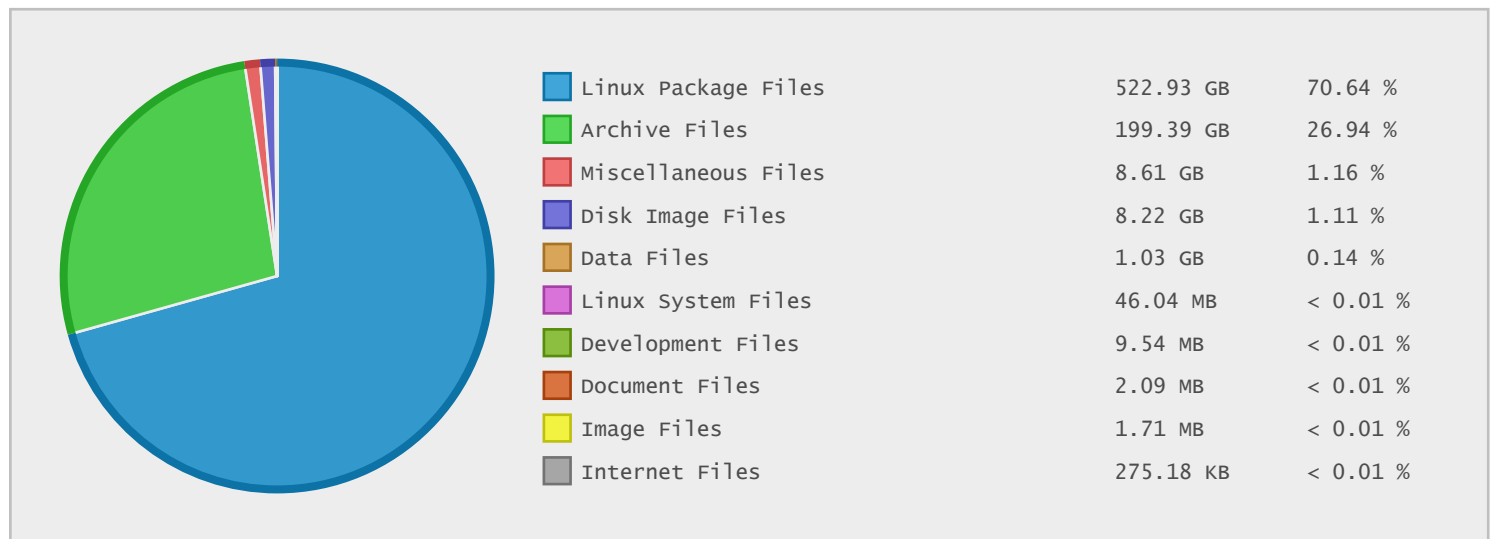 Linux Package Files 522.93 GB 70.64 %
Archive Files 199.39 GB 26.94 %
Miscellaneous Files 8.61 GB 1.16 %
Disk Image Files 8.22 GB 1.11 %
Data Files 1.03 GB 0.14 %
Linux System Files 46.04 MB < 0.01 %
Development Files 9.54 MB < 0.01 %
Document Files 2.09 MB < 0.01 %
Image Files 1.71 MB < 0.01 %
Internet Files 275.18 KB < 0.01 %